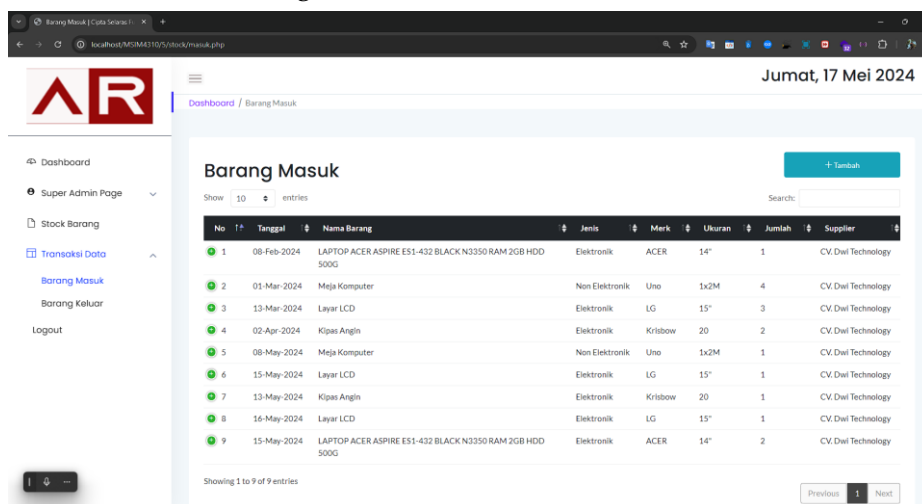 Barang Masuk | Cipta Selaras
localhost/MSIM4310/5/stock/masuk.php
AR
Jumat, 17 Mei 2024
Dashboard / Barang Masuk
Dashboard
Super Admin Page
Stock Barang
Transaksi Data
Barang Masuk
Barang Keluar
Logout
Barang Masuk
+ Tambah
Show 10 entries
Search:
No Tanggal Nama Barang Jenis Merk Ukuran Jumlah Supplier
1 08-Feb-2024 LAPTOP ACER ASPIRE ES1-432 BLACK N3350 RAM 2GB HDD 500G Elektronik ACER 14" 1 CV. Dwi Technology
2 01-Mar-2024 Meja Komputer Non Elektronik Uno 1x2M 4 CV. Dwi Technology
3 13-Mar-2024 Layar LCD Elektronik LG 15" 3 CV. Dwi Technology
4 02-Apr-2024 Kipas Angin Elektronik Krisbow 20 2 CV. Dwi Technology
5 08-May-2024 Meja Komputer Non Elektronik Uno 1x2M 1 CV. Dwi Technology
6 15-May-2024 Layar LCD Elektronik LG 15" 1 CV. Dwi Technology
7 13-May-2024 Kipas Angin Elektronik Krisbow 20 1 CV. Dwi Technology
8 16-May-2024 Layar LCD Elektronik LG 15" 1 CV. Dwi Technology
9 15-May-2024 LAPTOP ACER ASPIRE ES1-432 BLACK N3350 RAM 2GB HDD 500G Elektronik ACER 14" 2 CV. Dwi Technology
Showing 1 to 9 of 9 entries
Previous 1 Next